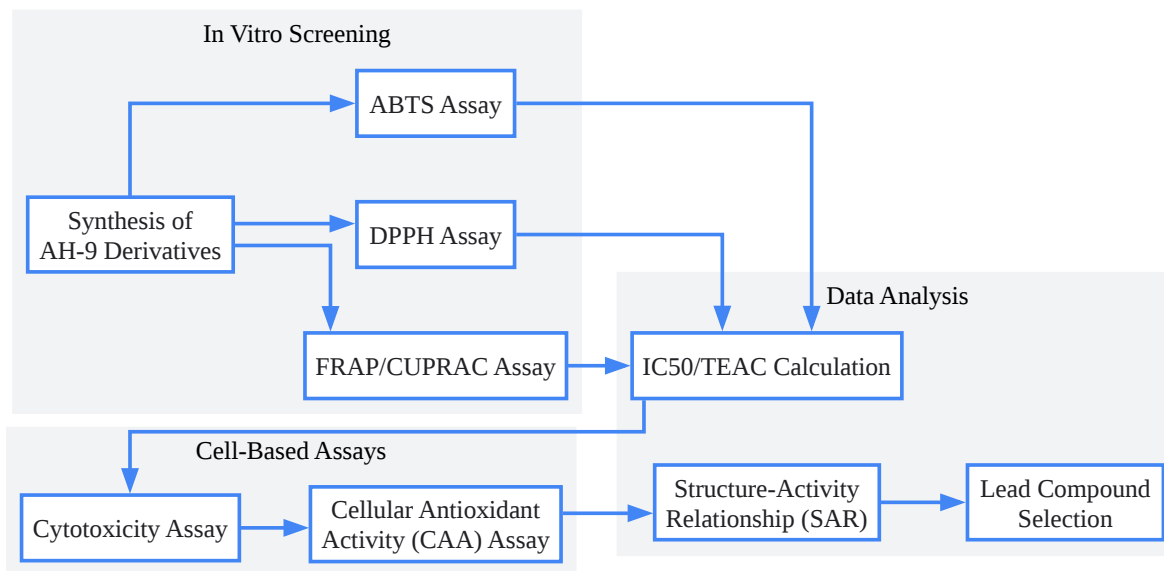 In Vitro Screening
ABTS Assay
Synthesis of
AH-9 Derivatives
DPPH Assay
FRAP/CUPRAC Assay
Data Analysis
IC50/TEAC Calculation
Cell-Based Assays
Cytotoxicity Assay
Cellular Antioxidant
Activity (CAA) Assay
Structure-Activity
Relationship (SAR)
Lead Compound
Selection